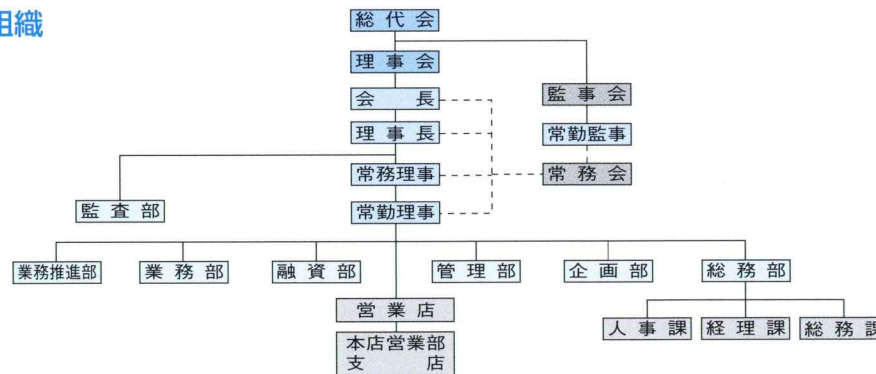 組織
総代会
理事会
会長
監事会
理事長
常勤監事
常務理事
常務会
監査部
常勤理事
業務推進部
業務部
融資部
管理部
企画部
総務部
営業店
人事課
経理課
総務課
本店営業部
支店